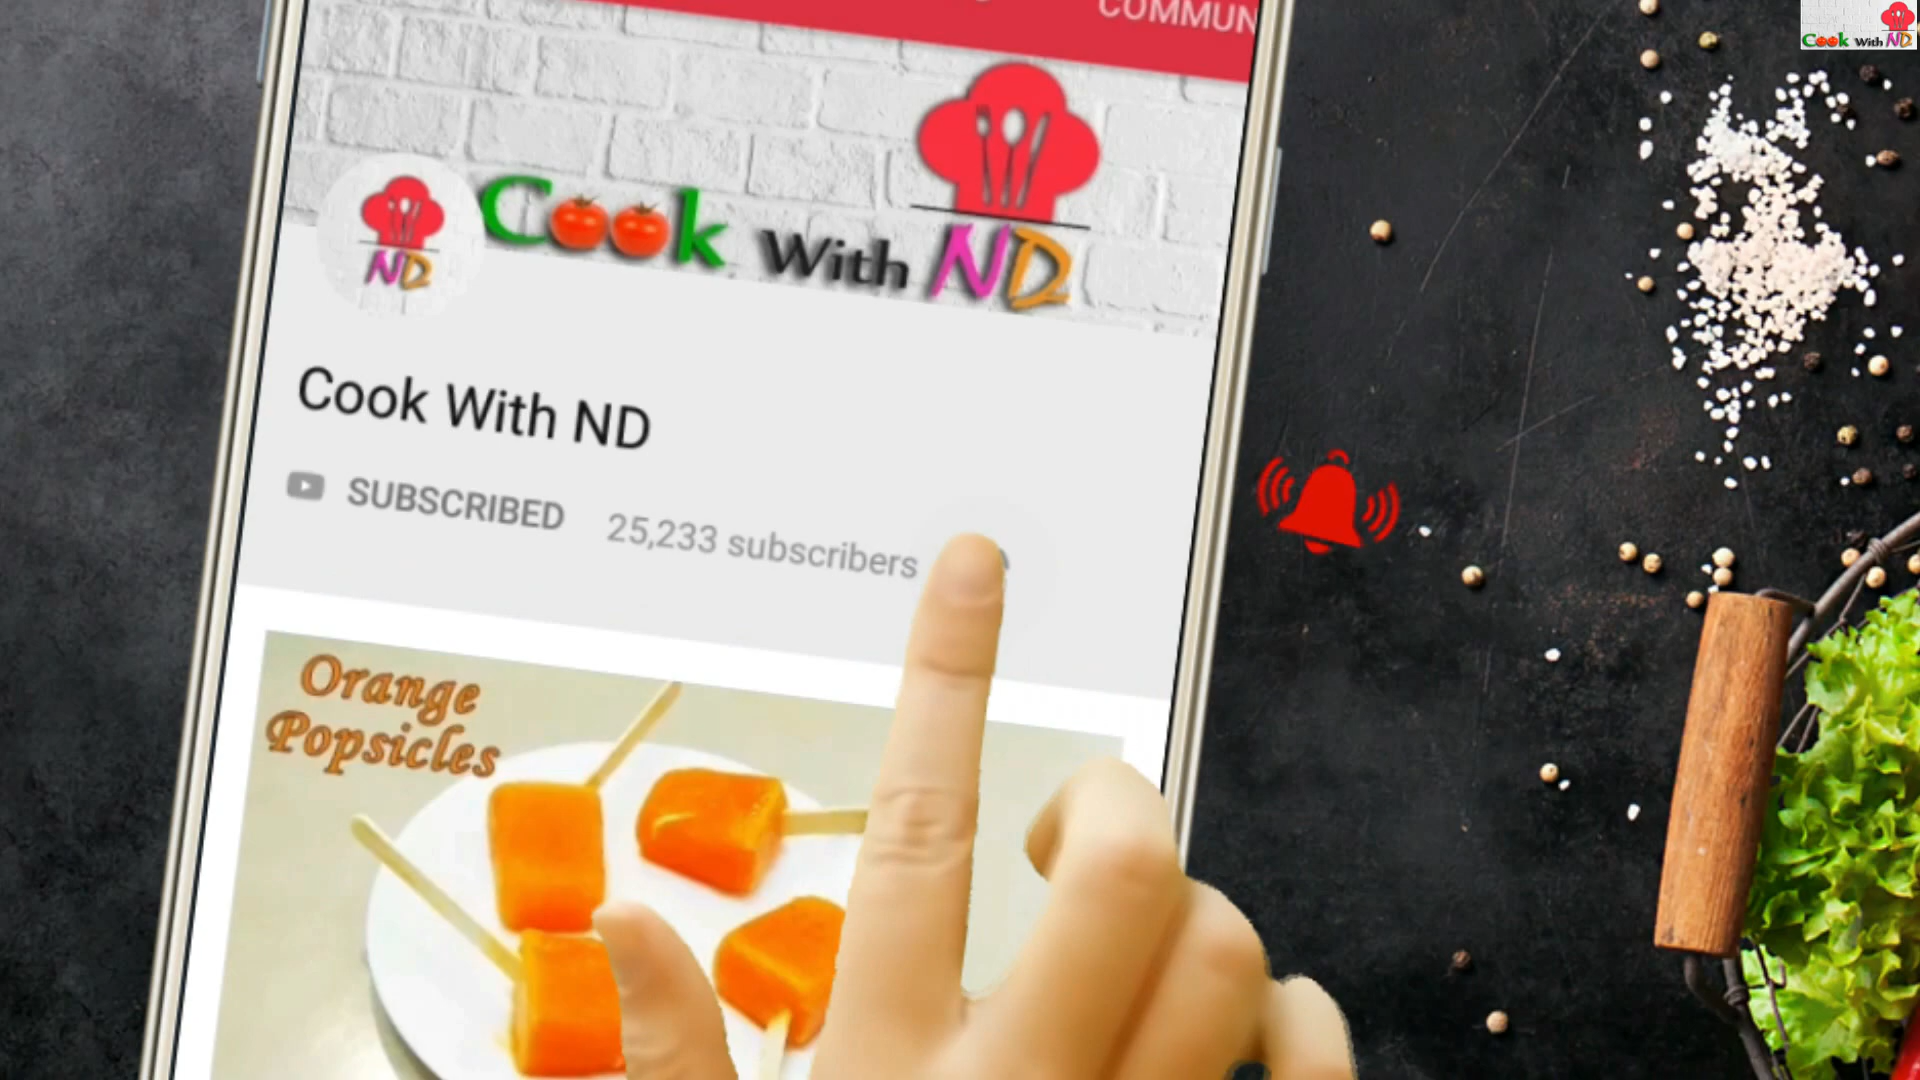 COMMUN
Cook With ND
ND
Cook With ND
Cook With ND
SUBSCRIBED 25,233 subscribers
Orange
Popsicles